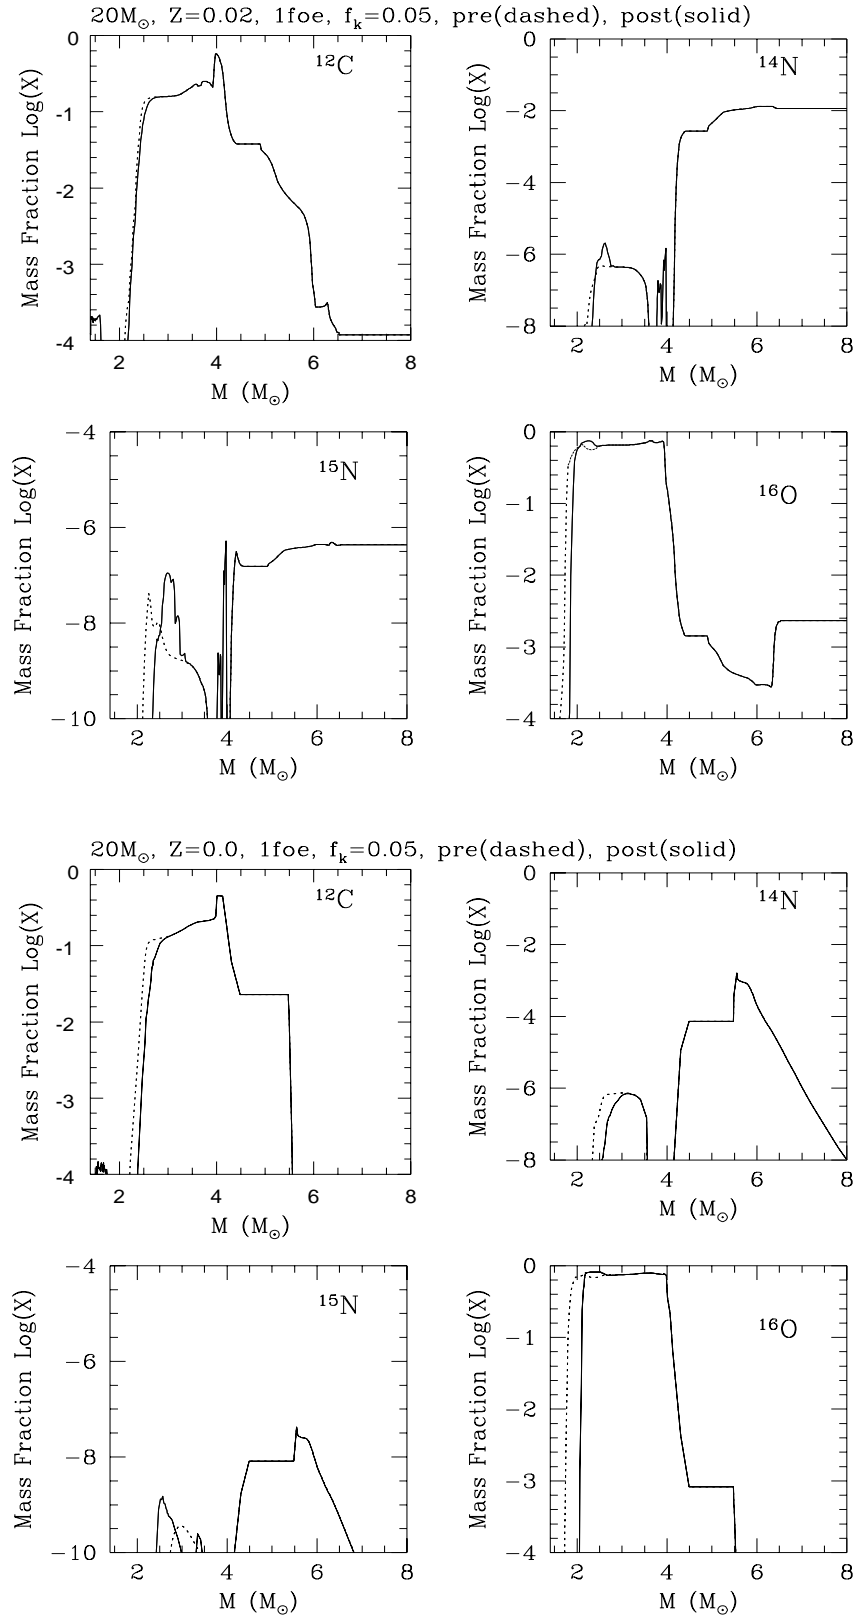 20M⊙, Z=0.02, 1foe, fₖ=0.05, pre(dashed), post(solid)
Mass Fraction Log(X)
0
-1
-2
-3
-4
¹²C
2 4 6 8
M (M⊙)
Mass Fraction Log(X)
0
−2
−4
−6
−8
¹⁴N
2 4 6 8
M (M⊙)
Mass Fraction Log(X)
−4
−6
−8
−10
¹⁵N
2 4 6 8
M (M⊙)
Mass Fraction Log(X)
0
−1
−2
−3
−4
¹⁶O
2 4 6 8
M (M⊙)
20M⊙, Z=0.0, 1foe, fₖ=0.05, pre(dashed), post(solid)
Mass Fraction Log(X)
0
-1
-2
-3
-4
¹²C
2 4 6 8
M (M⊙)
Mass Fraction Log(X)
0
−2
−4
−6
−8
¹⁴N
2 4 6 8
M (M⊙)
Mass Fraction Log(X)
−4
−6
−8
−10
¹⁵N
2 4 6 8
M (M⊙)
Mass Fraction Log(X)
0
−1
−2
−3
−4
¹⁶O
2 4 6 8
M (M⊙)